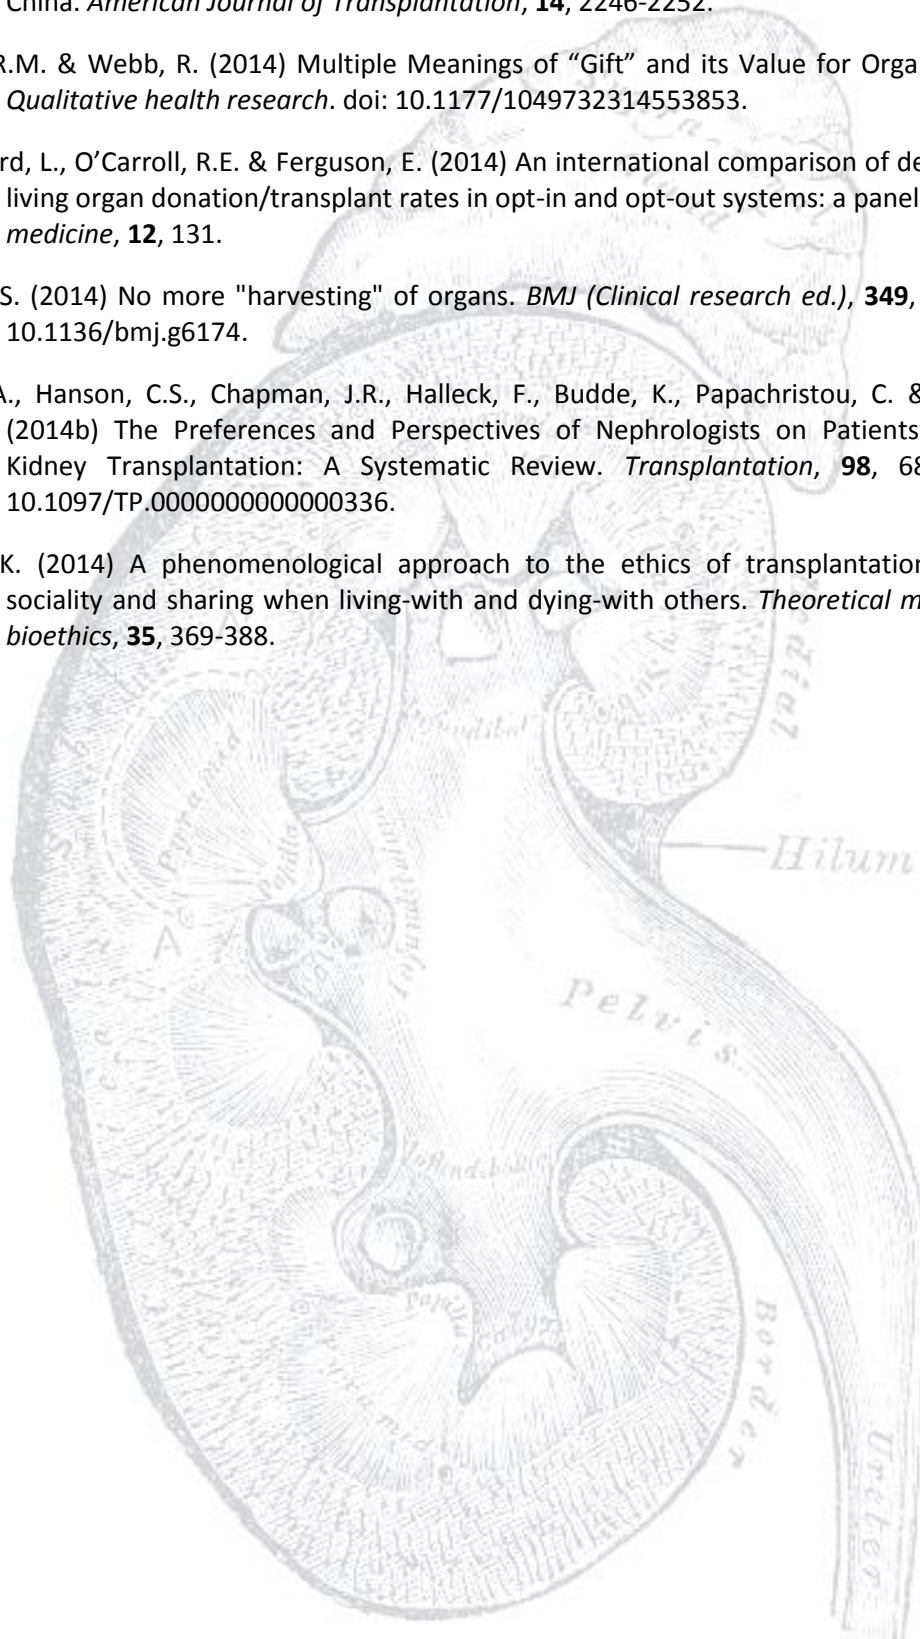 China. American Journal of Transplantation, 14, 2246-2252.
R.M. & Webb, R. (2014) Multiple Meanings of “Gift” and its Value for Orga
Qualitative health research. doi: 10.1177/1049732314553853.
rd, L., O’Carroll, R.E. & Ferguson, E. (2014) An international comparison of de
living organ donation/transplant rates in opt-in and opt-out systems: a panel
medicine, 12, 131.
S. (2014) No more "harvesting" of organs. BMJ (Clinical research ed.), 349,
10.1136/bmj.g6174.
A., Hanson, C.S., Chapman, J.R., Halleck, F., Budde, K., Papachristou, C. &
(2014b) The Preferences and Perspectives of Nephrologists on Patients
Kidney Transplantation: A Systematic Review. Transplantation, 98, 68
10.1097/TP.0000000000000336.
K. (2014) A phenomenological approach to the ethics of transplantation
sociality and sharing when living-with and dying-with others. Theoretical m
bioethics, 35, 369-388.
Pyramid
Papilla
Hilum
Pelvis
Papilla
Border
Ureter